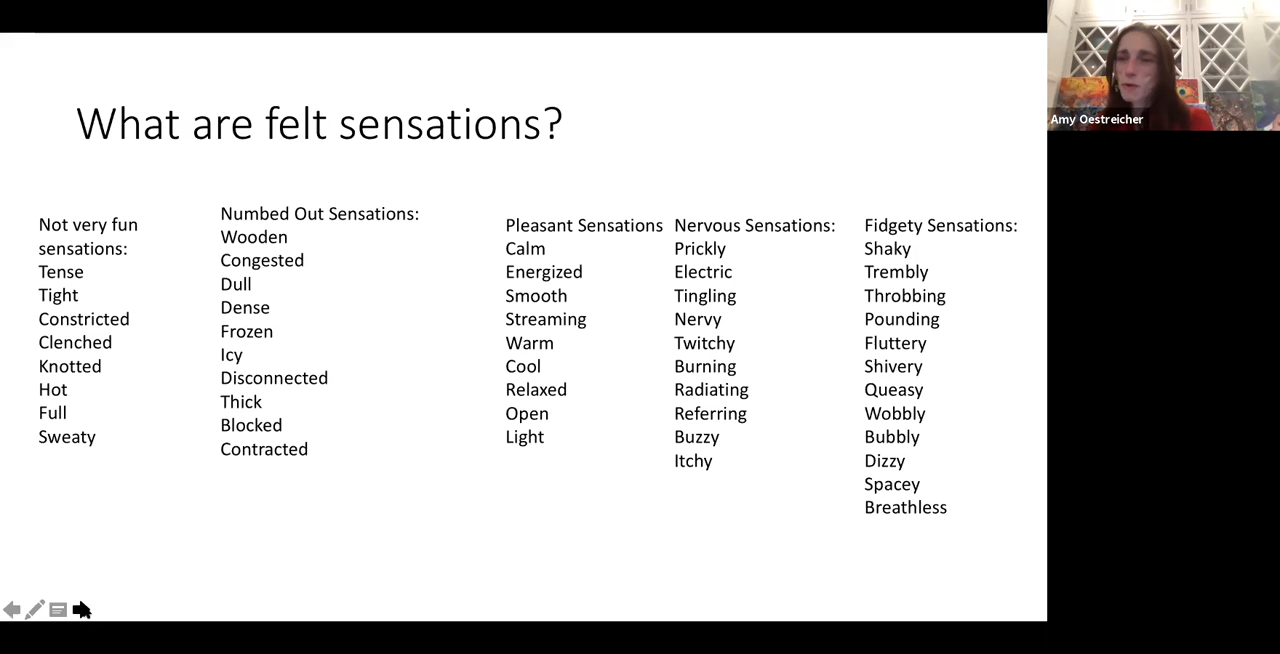 What are felt sensations?
Not very fun
sensations:
Tense
Tight
Constricted
Clenched
Knotted
Hot
Full
Sweaty
Numbed Out Sensations:
Wooden
Congested
Dull
Dense
Frozen
Icy
Disconnected
Thick
Blocked
Contracted
Pleasant Sensations
Calm
Energized
Smooth
Streaming
Warm
Cool
Relaxed
Open
Light
Nervous Sensations:
Prickly
Electric
Tingling
Nervy
Twitchy
Burning
Radiating
Referring
Buzzy
Itchy
Fidgety Sensations:
Shaky
Trembly
Throbbing
Pounding
Fluttery
Shivery
Queasy
Wobbly
Bubbly
Dizzy
Spacey
Breathless
Amy Oestreicher